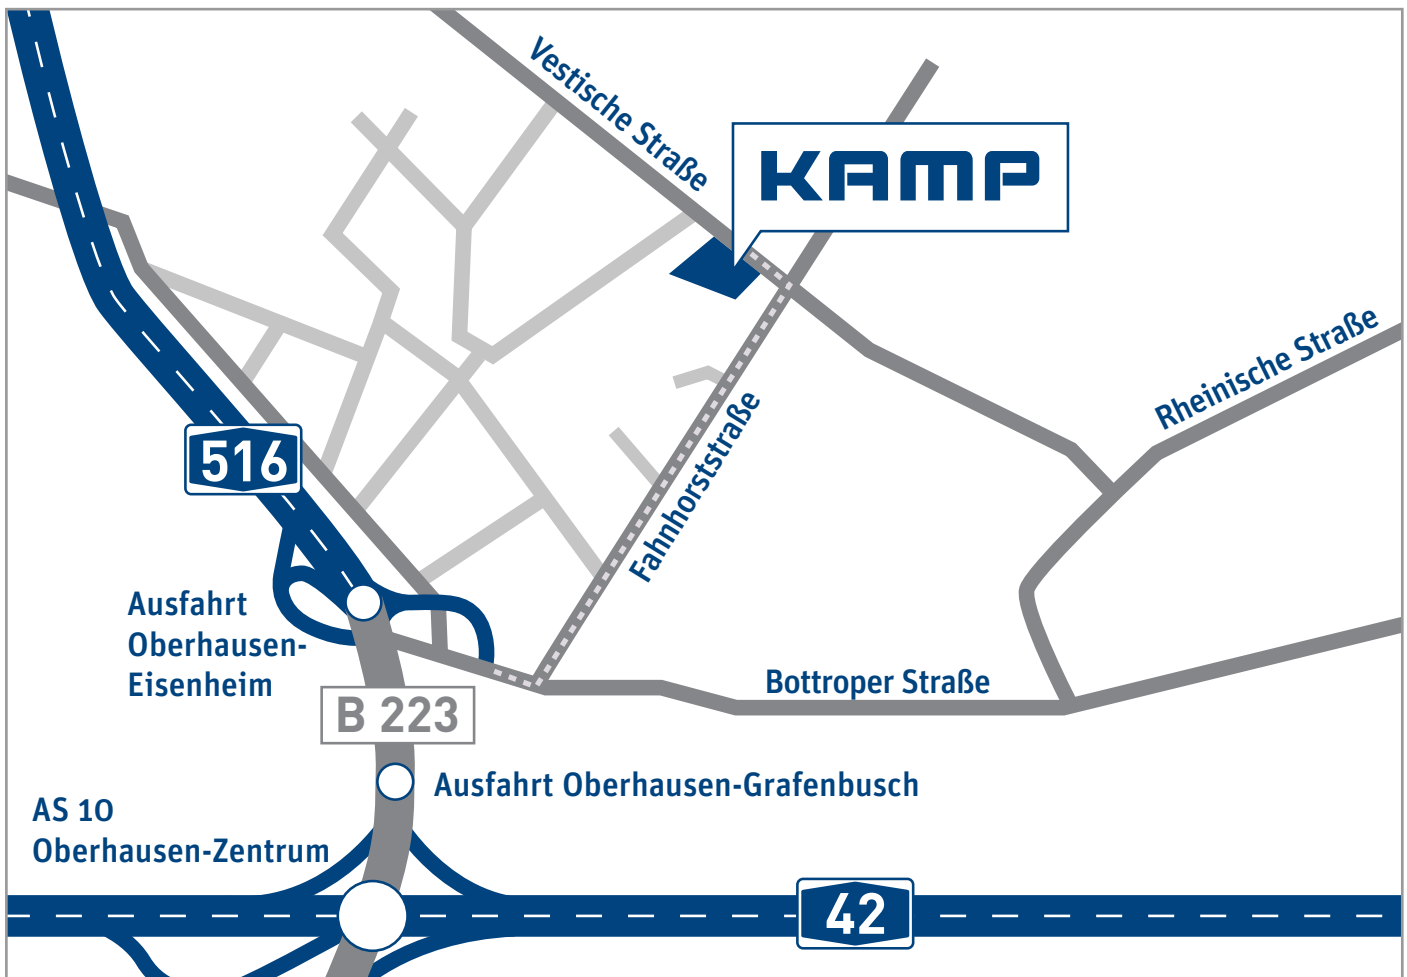 Vestische Straße
KAMP
Rheinische Straße
Fahnhorststraße
516
Ausfahrt
Oberhausen-
Eisenheim
Bottroper Straße
B 223
Ausfahrt Oberhausen-Grafenbusch
AS 10
Oberhausen-Zentrum
42